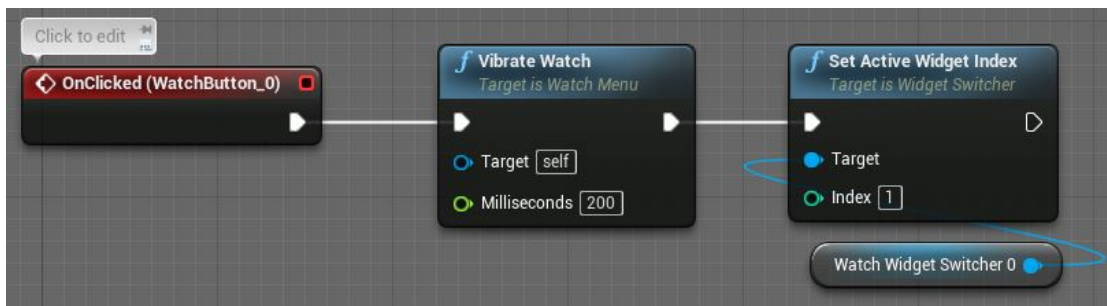 Click to edit
OnClicked (WatchButton_0)
f Vibrate Watch
Target is Watch Menu
Target self
Milliseconds 200
f Set Active Widget Index
Target is Widget Switcher
Target
Index 1
Watch Widget Switcher 0